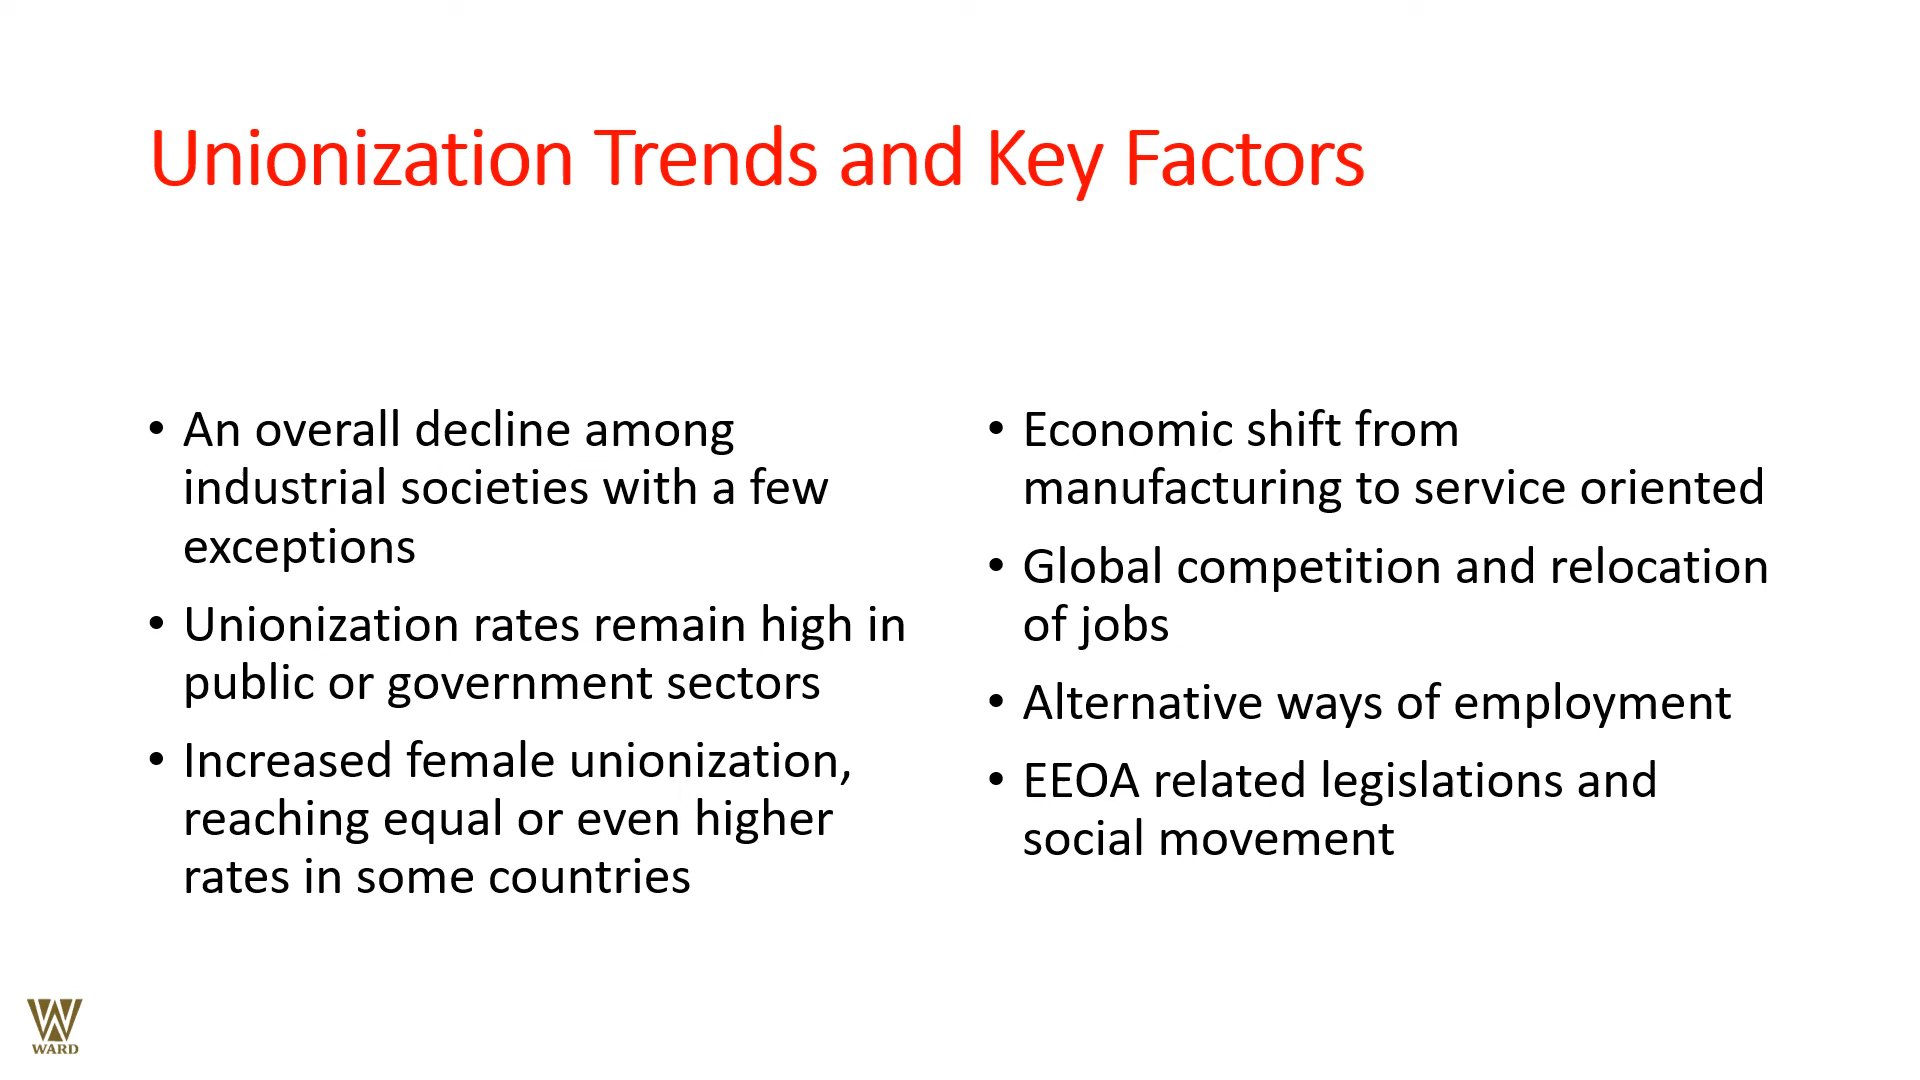 Unionization Trends and Key Factors
• An overall decline among
industrial societies with a few
exceptions
• Unionization rates remain high in
public or government sectors
• Increased female unionization,
reaching equal or even higher
rates in some countries
• Economic shift from
manufacturing to service oriented
• Global competition and relocation
of jobs
• Alternative ways of employment
• EEOA related legislations and
social movement
WARD